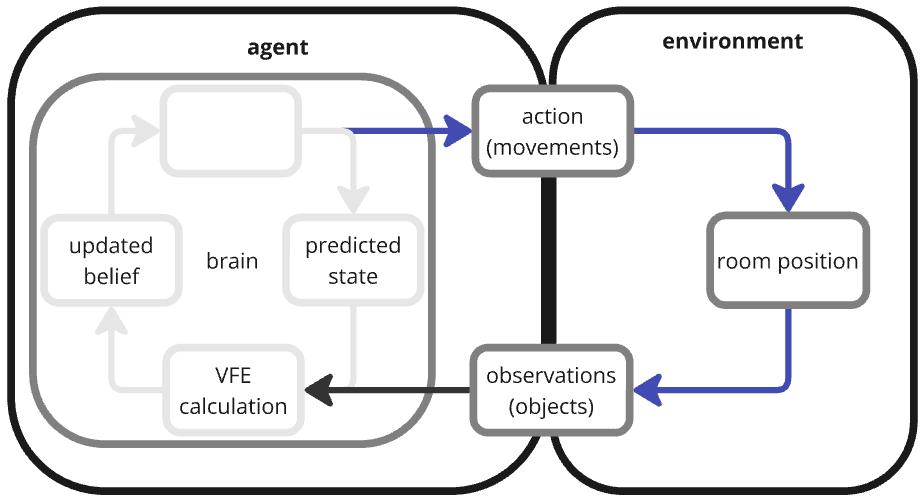 agent
environment
action
(movements)
updated
belief
brain
predicted
state
room position
VFE
calculation
observations
(objects)